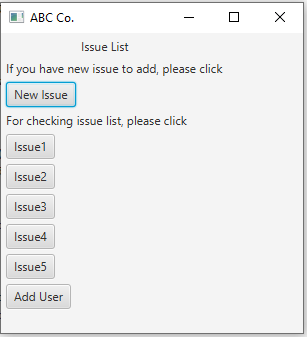 ABC Co.
Issue List
If you have new issue to add, please click
New Issue
For checking issue list, please click
Issue1
Issue2
Issue3
Issue4
Issue5
Add User